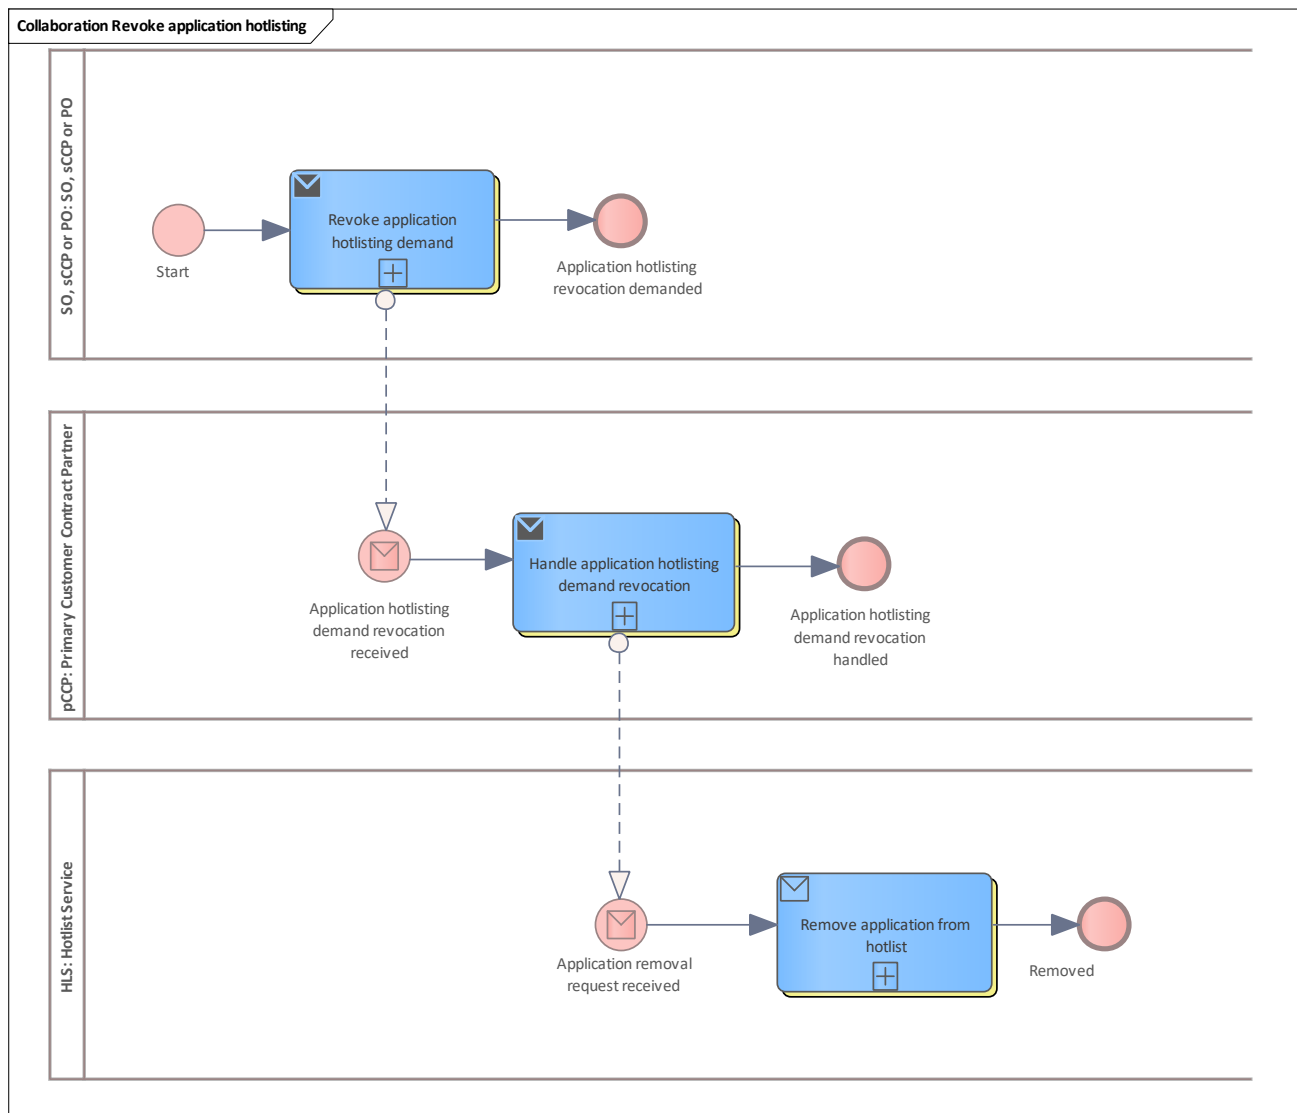 Collaboration Revoke application hotlisting
SO, sCCP or PO: SO, sCCP or PO
Start
Revoke application
hotlisting demand
Application hotlisting
revocation demanded
pCCP: Primary Customer Contract Partner
Application hotlisting
demand revocation
received
Handle application hotlisting
demand revocation
Application hotlisting
demand revocation
handled
HLS: Hotlist Service
Application removal
request received
Remove application from
hotlist
Removed